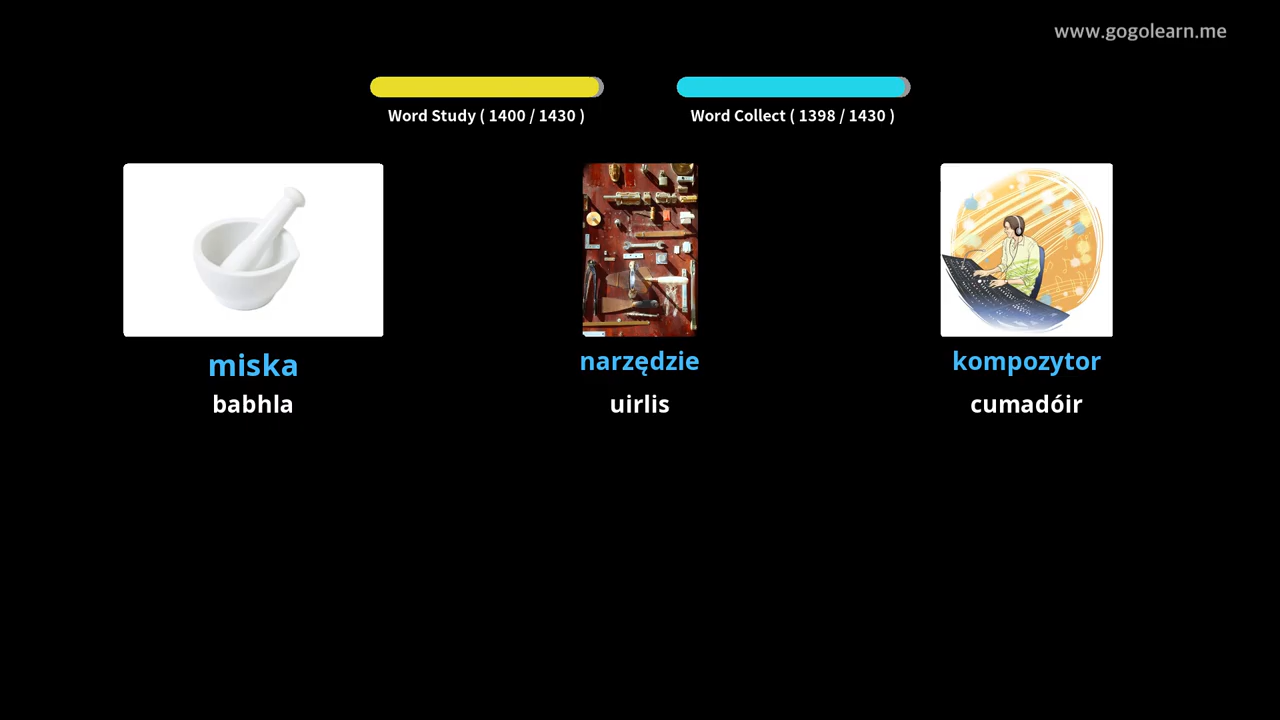 www.gogolearn.me
Word Study ( 1400 / 1430 )
Word Collect ( 1398 / 1430 )
miska
narzędzie
kompozytor
babhla
uirlis
cumadóir